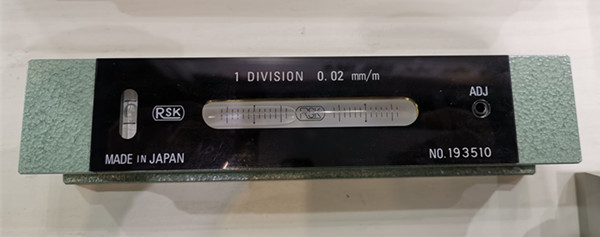 1 DIVISION 0.02 mm/m
ADJ
RSK
RSK
MADE IN JAPAN
NO.193510